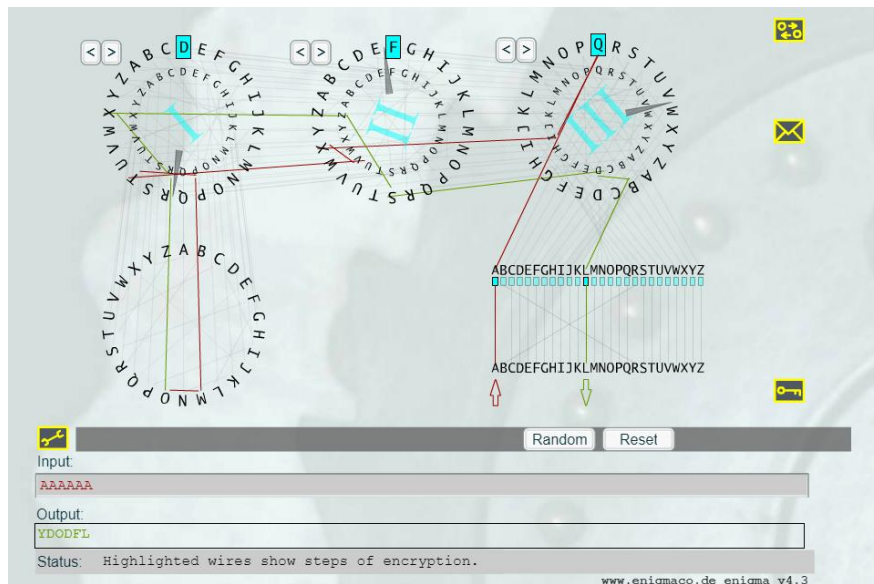 < > < > < >
D F Q
A B C D E F G H I J K L M N O P Q R S T U V W X Y Z
A B C D E F G H I J K L M N O P Q R S T U V W X Y Z
I
A B C D E F G H I J K L M N O P Q R S T U V W X Y Z
A B C D E F G H I J K L M N O P Q R S T U V W X Y Z
II
A B C D E F G H I J K L M N O P Q R S T U V W X Y Z
A B C D E F G H I J K L M N O P Q R S T U V W X Y Z
III
A B C D E F G H I J K L M N O P Q R S T U V W X Y Z
ABCDEFGHIJKLMNOPQRSTUVWXYZ
ABCDEFGHIJKLMNOPQRSTUVWXYZ
Random Reset
Input:
AAAAAA
Output:
YDODFL
Status: Highlighted wires show steps of encryption.
www.enigmaco.de enigma v4.3